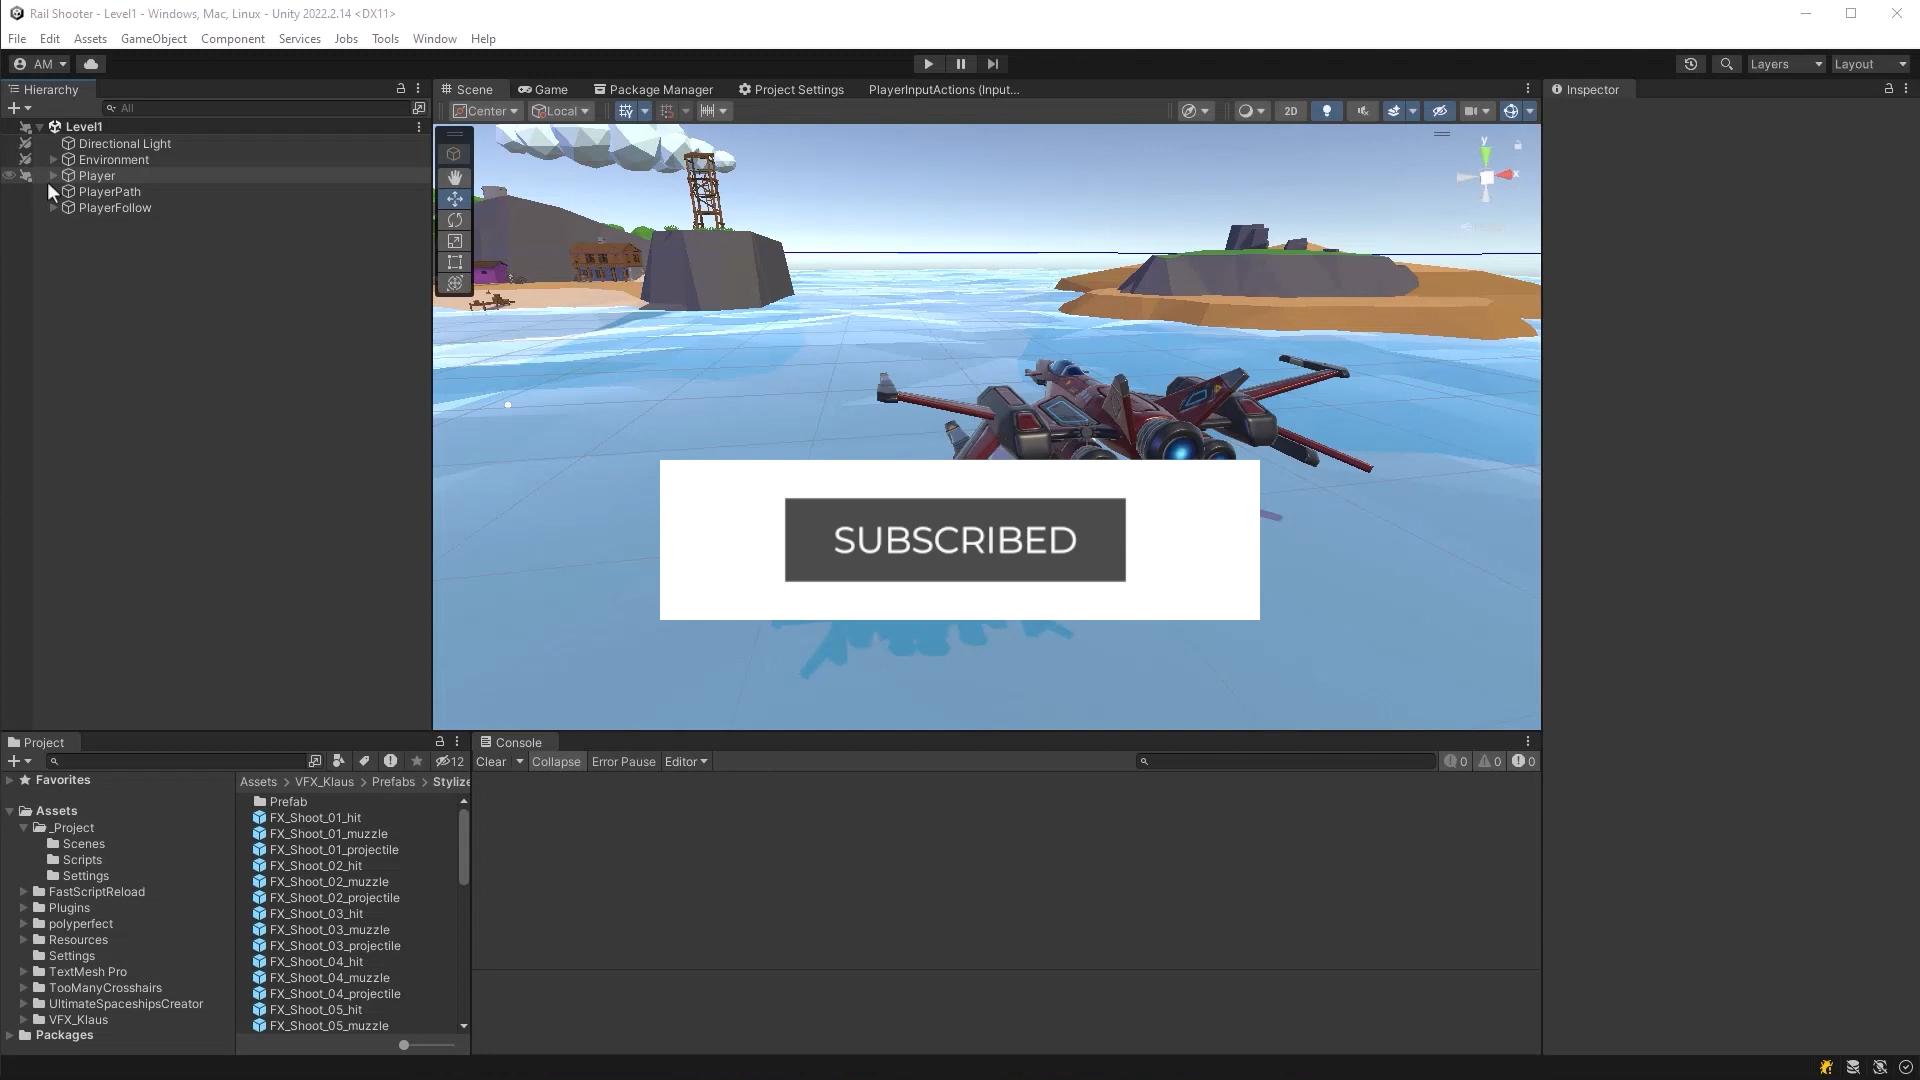 Rail Shooter - Level1 - Windows, Mac, Linux - Unity 2022.2.14 <DX11>
File Edit Assets GameObject Component Services Jobs Tools Window Help
AM
Layers Layout
Hierarchy
Scene Game Package Manager Project Settings PlayerInputActions (Input...
Inspector
All
Center Local 2D
Level1
Directional Light
Environment
Player
PlayerPath
PlayerFollow
y
x
SUBSCRIBED
Project
Console
12
Clear Collapse Error Pause Editor 0 0 0
Favorites
Assets
_Project
Scenes
Scripts
Settings
FastScriptReload
Plugins
polyperfect
Resources
Settings
TextMesh Pro
TooManyCrosshairs
UltimateSpaceshipsCreator
VFX_Klaus
Packages
Assets > VFX_Klaus > Prefabs > Stylize
Prefab
FX_Shoot_01_hit
FX_Shoot_01_muzzle
FX_Shoot_01_projectile
FX_Shoot_02_hit
FX_Shoot_02_muzzle
FX_Shoot_02_projectile
FX_Shoot_03_hit
FX_Shoot_03_muzzle
FX_Shoot_03_projectile
FX_Shoot_04_hit
FX_Shoot_04_muzzle
FX_Shoot_04_projectile
FX_Shoot_05_hit
FX_Shoot_05_muzzle